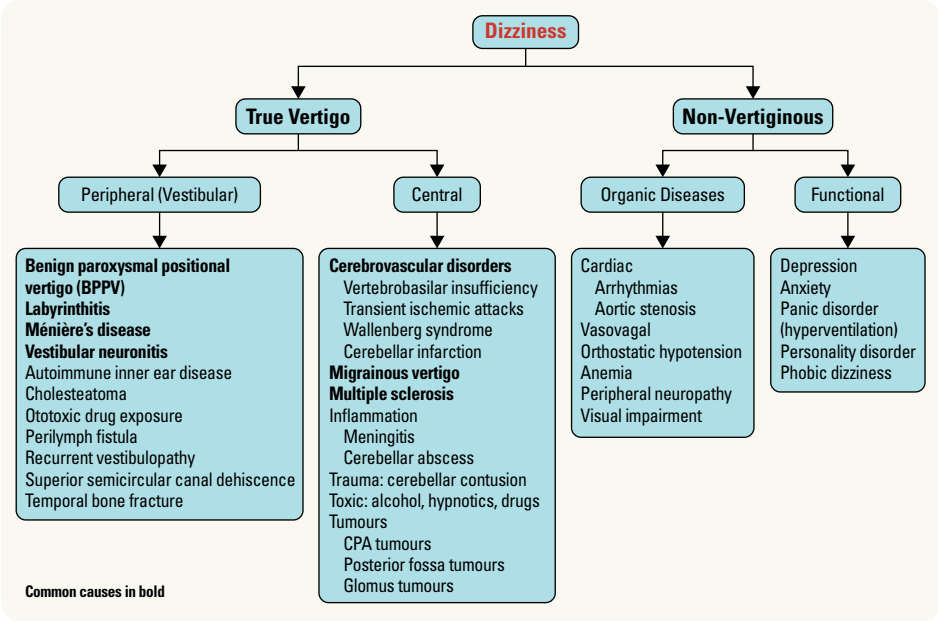 Dizziness
True Vertigo
Non-Vertiginous
Peripheral (Vestibular)
Central
Organic Diseases
Functional
Benign paroxysmal positional
vertigo (BPPV)
Labyrinthitis
Ménière’s disease
Vestibular neuronitis
Autoimmune inner ear disease
Cholesteatoma
Ototoxic drug exposure
Perilymph fistula
Recurrent vestibulopathy
Superior semicircular canal dehiscence
Temporal bone fracture
Cerebrovascular disorders
Vertebrobasilar insufficiency
Transient ischemic attacks
Wallenberg syndrome
Cerebellar infarction
Migrainous vertigo
Multiple sclerosis
Inflammation
Meningitis
Cerebellar abscess
Trauma: cerebellar contusion
Toxic: alcohol, hypnotics, drugs
Tumours
CPA tumours
Posterior fossa tumours
Glomus tumours
Cardiac
Arrhythmias
Aortic stenosis
Vasovagal
Orthostatic hypotension
Anemia
Peripheral neuropathy
Visual impairment
Depression
Anxiety
Panic disorder
(hyperventilation)
Personality disorder
Phobic dizziness
Common causes in bold